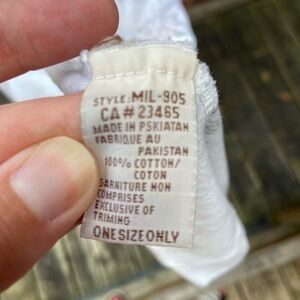 STYLE:MIL-905
CA#23465
MADE IN PSKIATAN
FABRIQUE AU
PAKISTAN
100% COTTON/
COTON
GARNITURE NON
COMPRISES
EXCLUSIVE OF
TRIMING
ONE SIZE ONLY